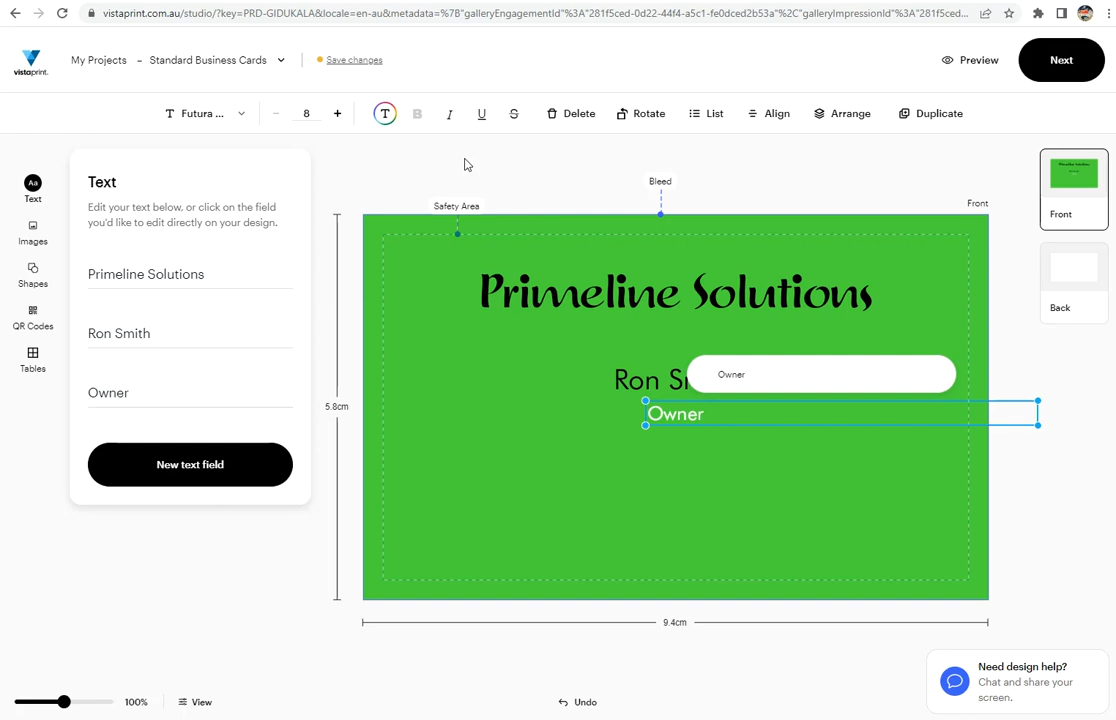 vistaprint.com.au/studio/?key=PRD-GIDUKALA&locale=en-au&metadata=%7B"galleryEngagementId"%3A"281f5ced-0d22-44f4-a5c1-fe0dced2b53a"%2C"galleryImpressionId"%3A"281f5ced...
vistaprint.
My Projects – Standard Business Cards
Save changes
Preview
Next
T Futura ...
– 8 +
T B I U S
Delete
Rotate
List
Align
Arrange
Duplicate
Aa
Text
Images
Shapes
QR Codes
Tables
Text
Edit your text below, or click on the field
you'd like to edit directly on your design.
Primeline Solutions
Ron Smith
Owner
New text field
Safety Area
Bleed
Front
Primeline Solutions
Ron Sm
Owner
Owner
5.8cm
9.4cm
Primeline Solutions
Front
Back
100%
View
Undo
Need design help?
Chat and share your
screen.